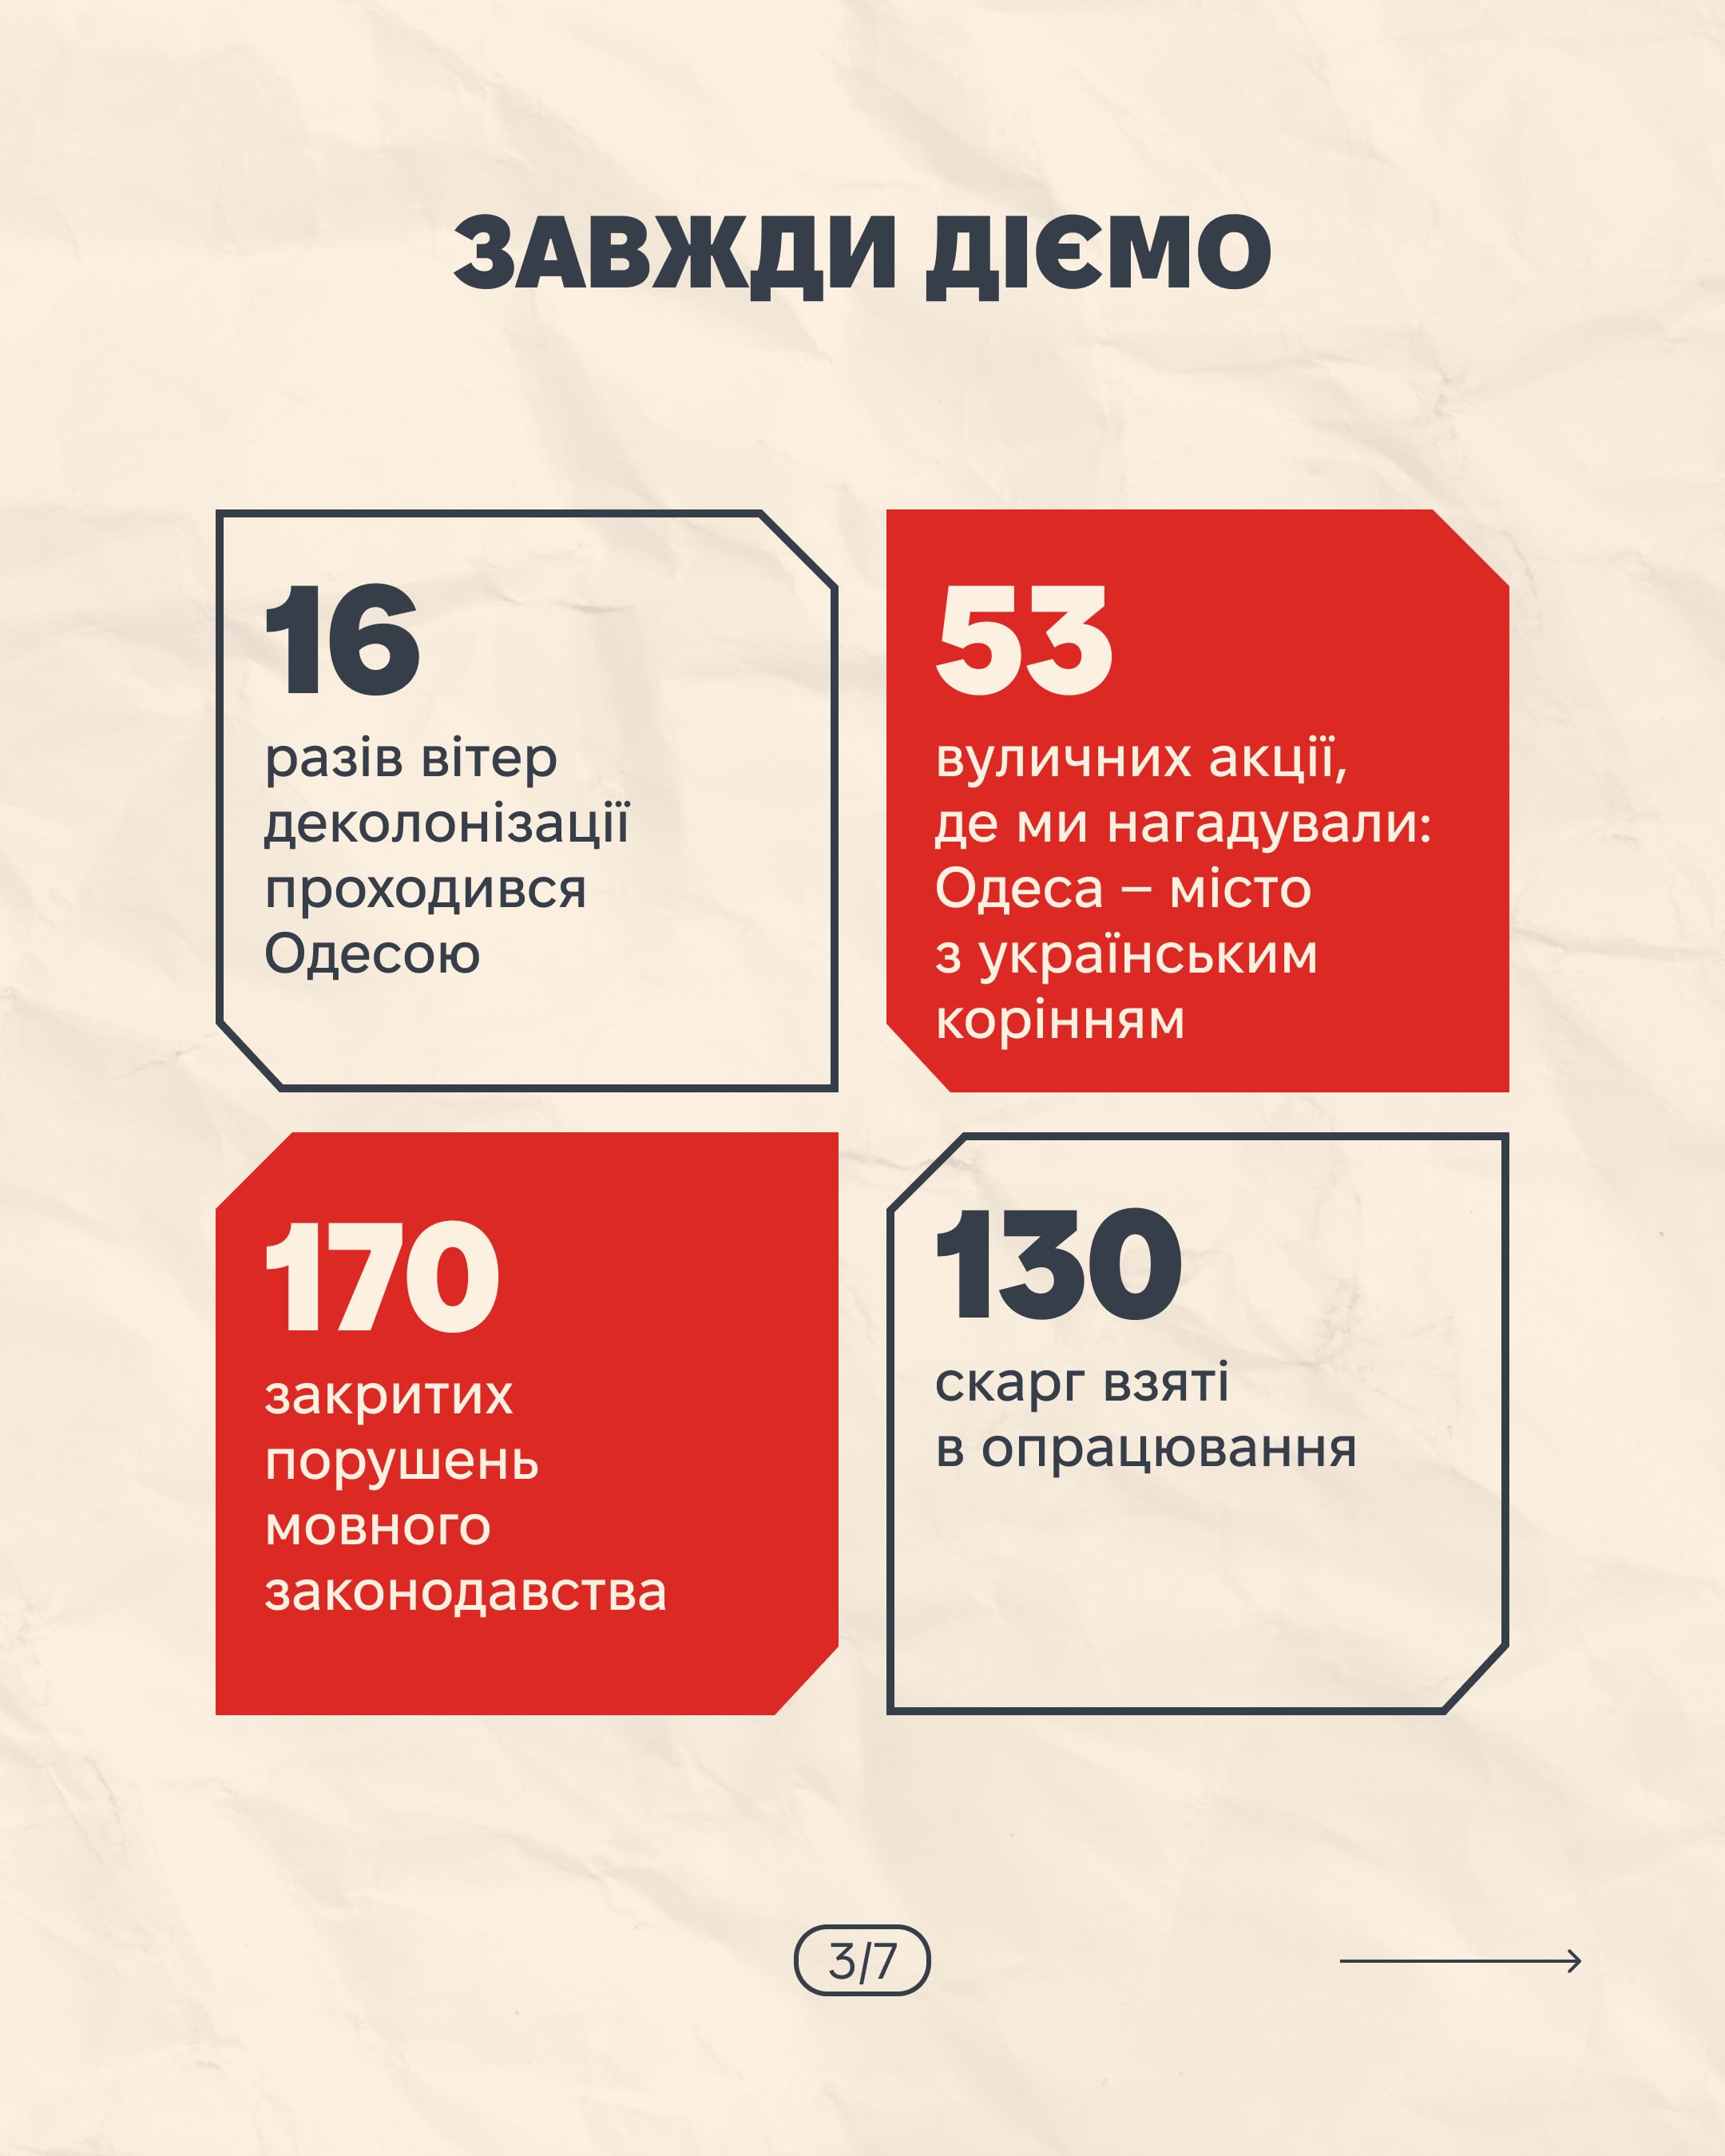 ЗАВЖДИ ДІЄМО
16
разів вітер
деколонізації
проходився
Одесою
53
вуличних акції,
де ми нагадували:
Одеса – місто
з українським
корінням
170
закритих
порушень
мовного
законодавства
130
скарг взяті
в опрацювання
3/7